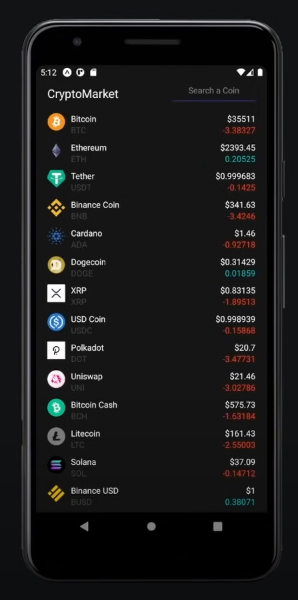 5:12
CryptoMarket
Search a Coin
Bitcoin $35511
BTC -3.38327
Ethereum $2393.45
ETH 0.20525
Tether $0.999683
USDT -0.1425
Binance Coin $341.63
BNB -3.4246
Cardano $1.46
ADA -0.92718
Dogecoin $0.31429
DOGE 0.01859
XRP $0.83135
XRP -1.89513
USD Coin $0.998939
USDC -0.15868
Polkadot $20.7
DOT -3.47731
Uniswap $21.46
UNI -3.02786
Bitcoin Cash $575.73
BCH -1.63184
Litecoin $161.43
LTC -2.55003
Solana $37.09
SOL -0.14712
Binance USD $1
BUSD 0.38071